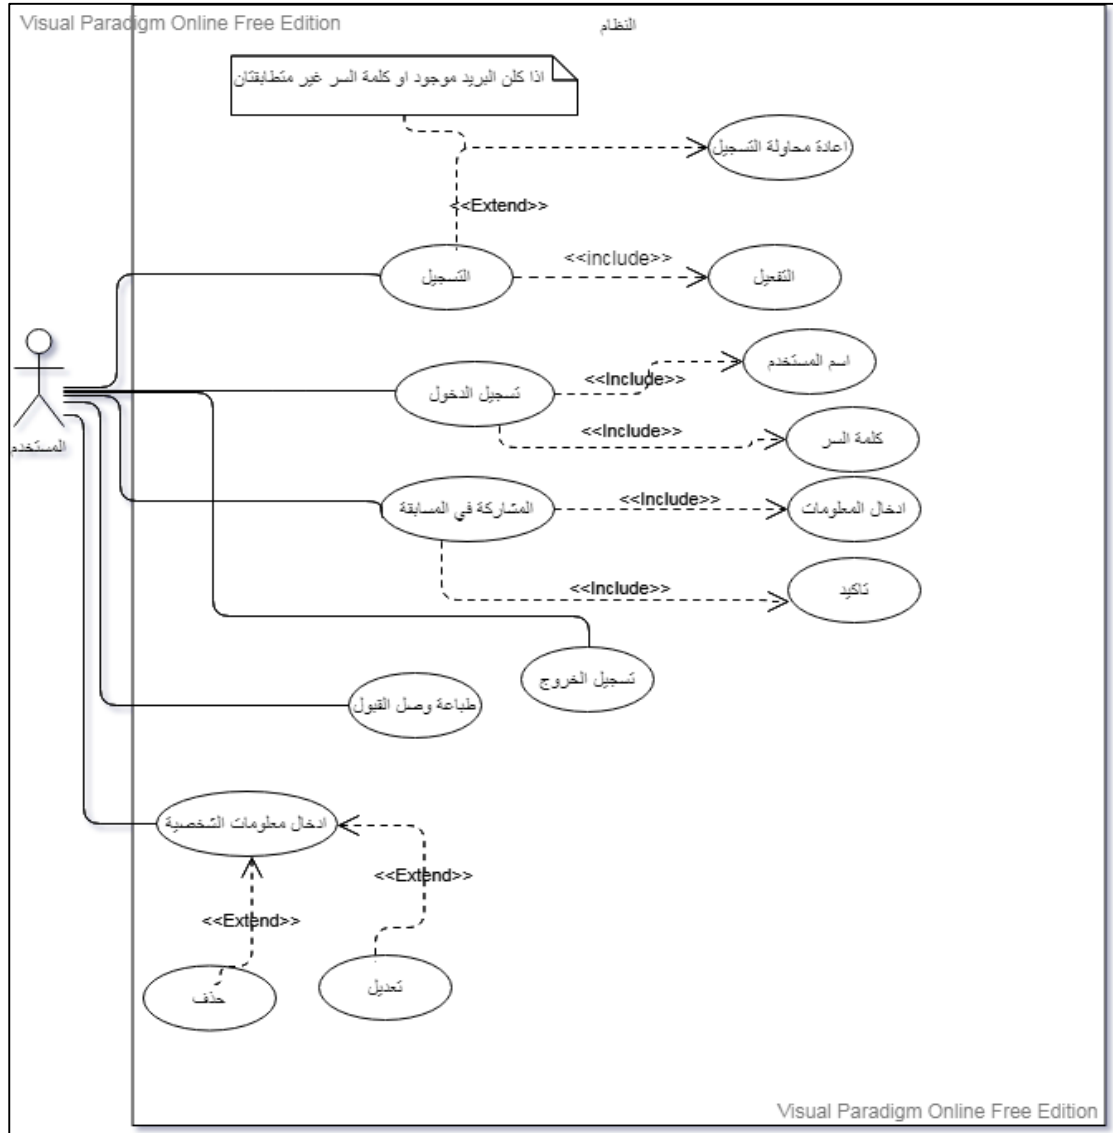 Visual Paradigm Online Free Edition
النظام
اذا كلن البريد موجود او كلمة السر غير متطابقتان
اعادة محاولة التسجيل
<<Extend>>
<<include>>
التسجيل
التفعيل
اسم المستخدم
<<Include>>
تسجيل الدخول
<<Include>>
كلمة السر
المستخدم
<<Include>>
المشاركة في المسابقة
ادخال المعلومات
<<Include>>
تاكيد
تسجيل الخروج
طباعة وصل القبول
ادخال معلومات الشخصية
<<Extend>>
<<Extend>>
تعديل
حذف
Visual Paradigm Online Free Edition